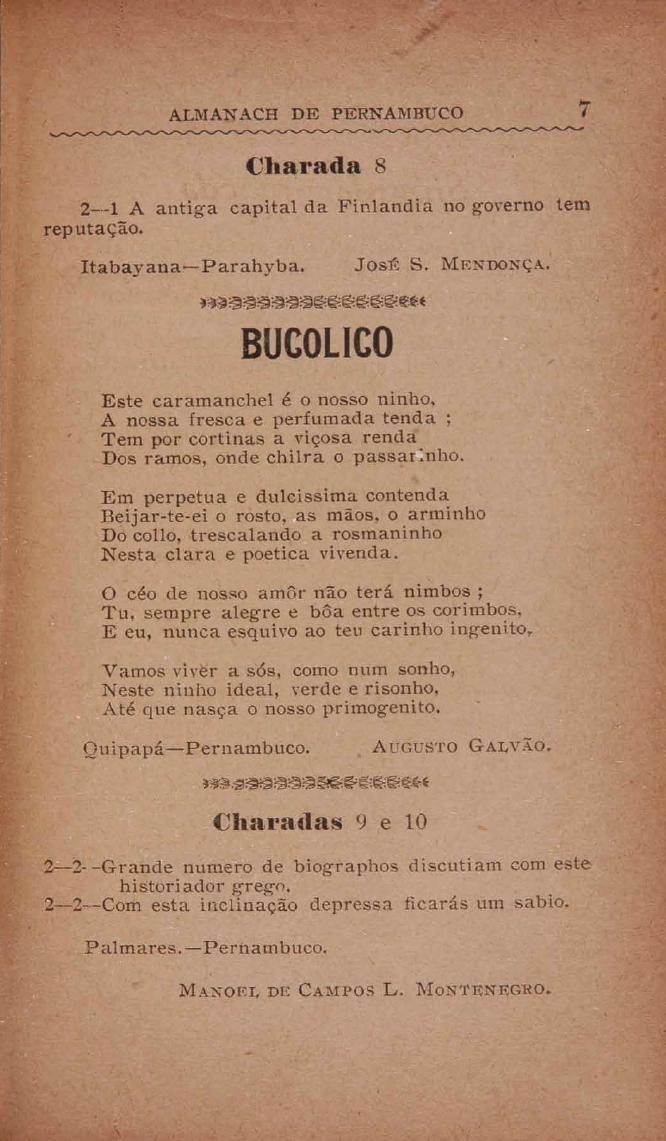 ALMANACH DE PERNAMBUCO 7
Charada 8
2—1 A antiga capital da Finlandia no governo tem
reputação.
Itabayana—Parahyba. JOSÉ S. MENDONÇA.
BUCOLICO
Este caramanchel é o nosso ninho,
A nossa fresca e perfumada tenda ;
Tem por cortinas a viçosa renda
Dos ramos, onde chilra o passarinho.
Em perpetua e dulcissima contenda
Beijar-te-ei o rosto, as mãos, o arminho
Do collo, trescalando a rosmaninho
Nesta clara e poetica vivenda.
O céo de nosso amôr não terá nimbos ;
Tu, sempre alegre e bôa entre os corimbos,
E eu, nunca esquivo ao teu carinho ingenito,
Vamos viver a sós, como num sonho,
Neste ninho ideal, verde e risonho,
Até que nasça o nosso primogenito.
Quipapá—Pernambuco. AUGUSTO GALVÃO.
Charadas 9 e 10
2—2--Grande numero de biographos discutiam com este
historiador grego.
2—2--Com esta inclinação depressa ficarás um sabio.
Palmares.—Pernambuco.
MANOEL DE CAMPOS L. MONTENEGRO.